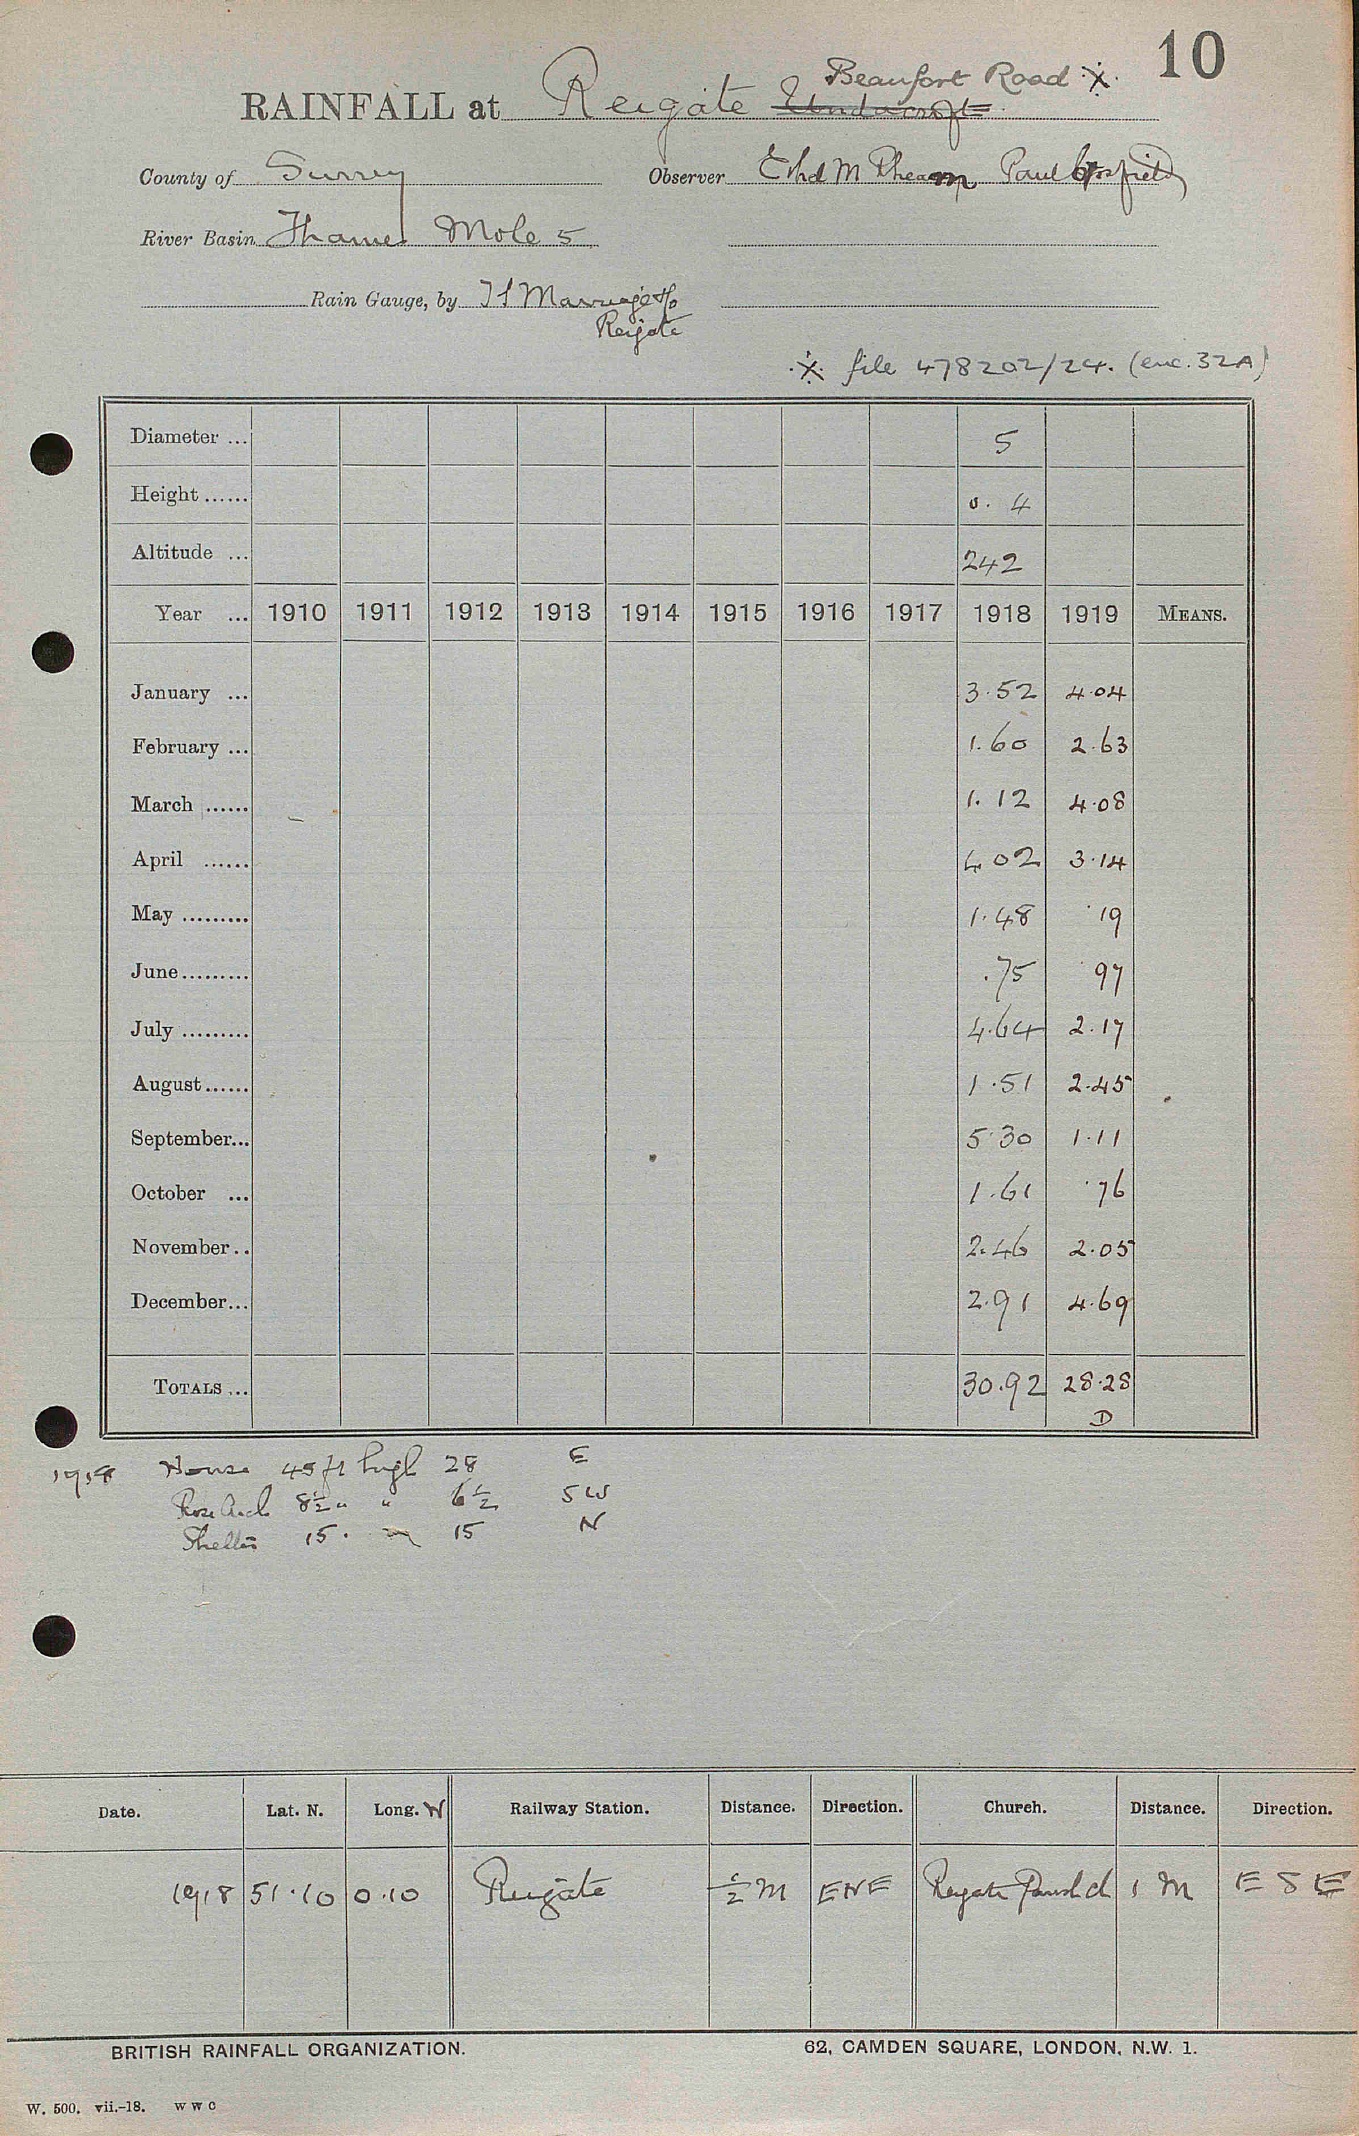 10
Beaufort Road ※
RAINFALL at Reigate Undercroft
County of Surrey Observer Paul
River Basin Thames Mole 5
Rain Gauge, by Marriage & Co
Reigate
※ file 478202/24. (enc. 32A)
Diameter ... 5
Height ...... 0. 4
Altitude ... 242
Year ... 1910 1911 1912 1913 1914 1915 1916 1917 1918 1919 MEANS.
January ... 3.52 4.04
February ... 1.60 2.63
March ...... 1.12 4.08
April ...... 4 02 3.14
May ......... 1.48 .19
June ......... .75 97
July ......... 4.64 2.17
August ...... 1.51 2.45
September... 5.30 1.11
October ... 1.61 .76
November .. 2.46 2.05
December... 2.91 4.69
TOTALS ... 30.92 28.28
D
1918 House 45 ft high 28 E
Rose Arch 8½ " " 6½ SW
Shelter 15 . " 15 N
Date. Lat. N. Long. W Railway Station. Distance. Direction. Church. Distance. Direction.
1918 51.10 0.10 Reigate ½ M ENE Reigate Parish Ch 1 M ESE
BRITISH RAINFALL ORGANIZATION. 62, CAMDEN SQUARE, LONDON, N.W. 1.
W. 500. vii.-18. W W C